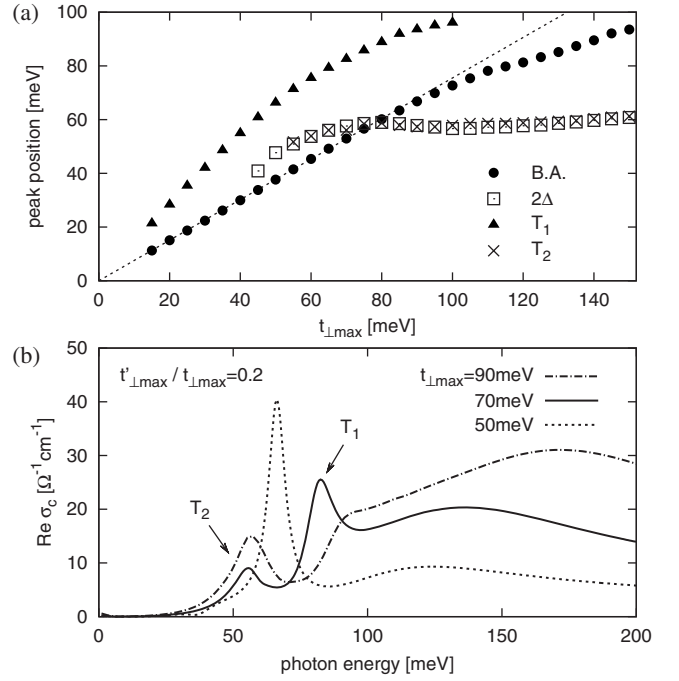 (a)
100
80
60
40
20
0
peak position [meV]
B.A.
2Δ
T₁
T₂
0 20 40 60 80 100 120 140
t⊥max [meV]
(b)
50
40
30
20
10
0
Re σc [Ω⁻¹cm⁻¹]
t'⊥max / t⊥max=0.2
t⊥max=90meV
70meV
50meV
T₁
T₂
0 50 100 150 200
photon energy [meV]